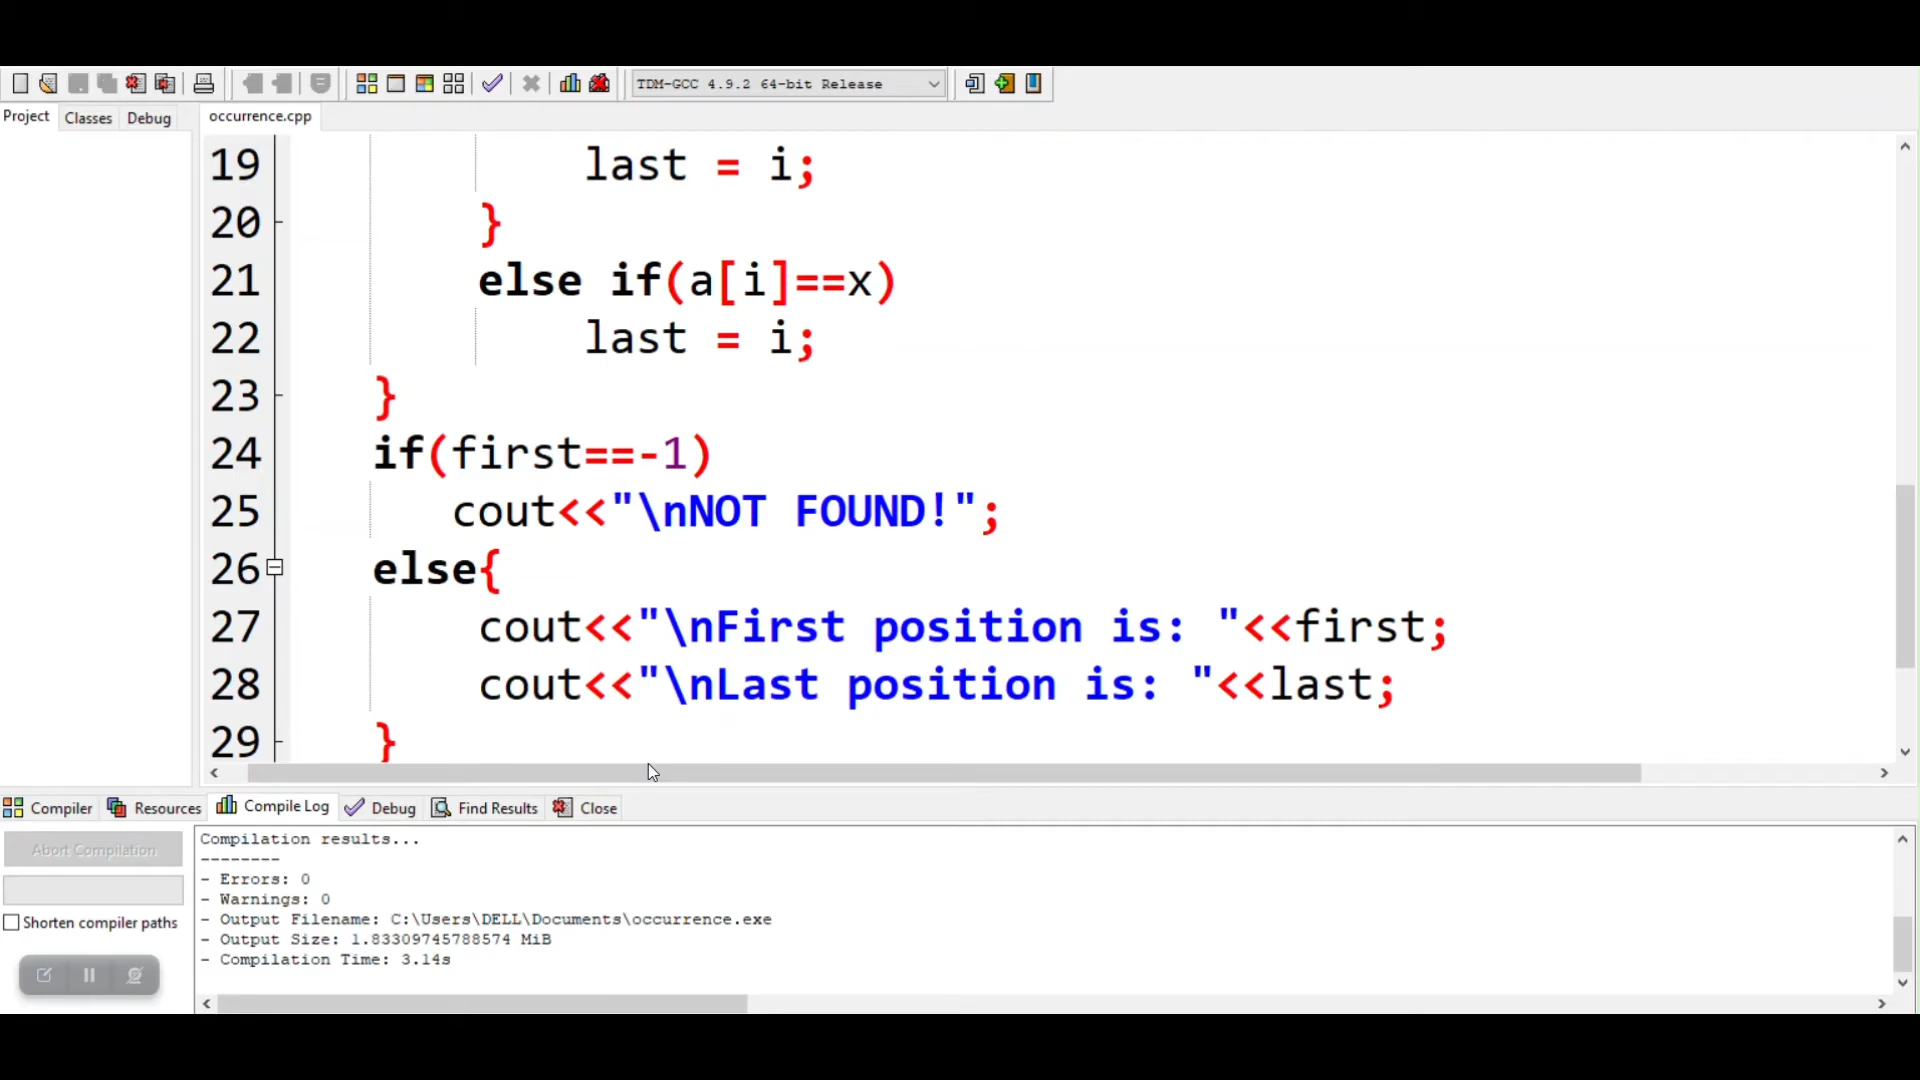 TDM-GCC 4.9.2 64-bit Release
Project Classes Debug
occurrence.cpp
19 last = i;
20 }
21 else if(a[i]==x)
22 last = i;
23 }
24 if(first==-1)
25 cout<<"\nNOT FOUND!";
26 else{
27 cout<<"\nFirst position is: "<<first;
28 cout<<"\nLast position is: "<<last;
29 }
Compiler Resources Compile Log Debug Find Results Close
Abort Compilation
Shorten compiler paths
Compilation results...
--------
- Errors: 0
- Warnings: 0
- Output Filename: C:\Users\DELL\Documents\occurrence.exe
- Output Size: 1.83309745788574 MiB
- Compilation Time: 3.14s